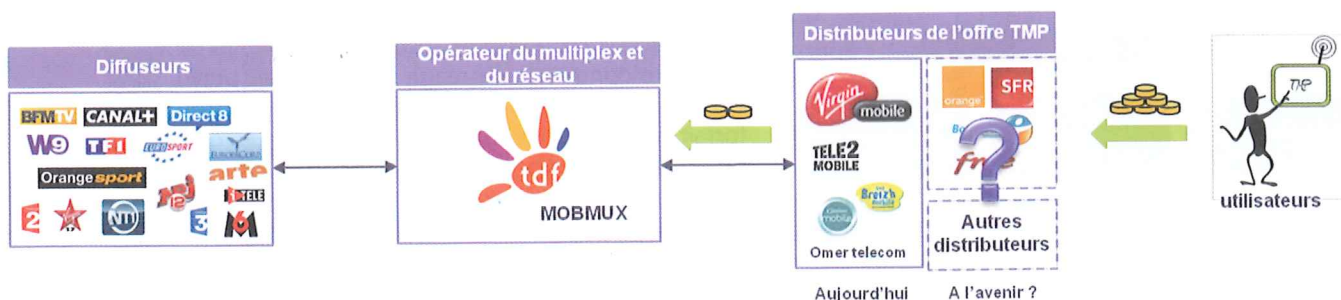 Diffuseurs
BFMTV CANAL+ Direct 8
W9 TF1 EUROSPORT
Orange sport NRJ 12 arte
iTELE
2 NT1 3 M6
Opérateur du multiplex et
du réseau
tdf
MOBMUX
Distributeurs de l'offre TMP
Virgin
mobile
TELE2
MOBILE
Breizh
mobile
mobile
Omer telecom
orange
SFR
free
?
Autres
distributeurs
Aujourd'hui
A l'avenir ?
TMP
utilisateurs